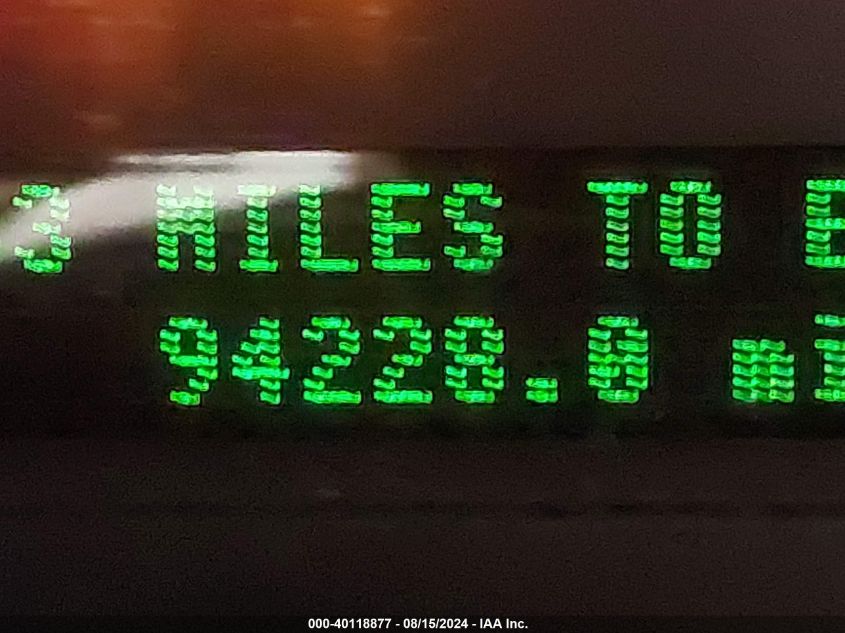 3 MILES TO E
94228.0 mi
000-40118877 - 08/15/2024 - IAA Inc.